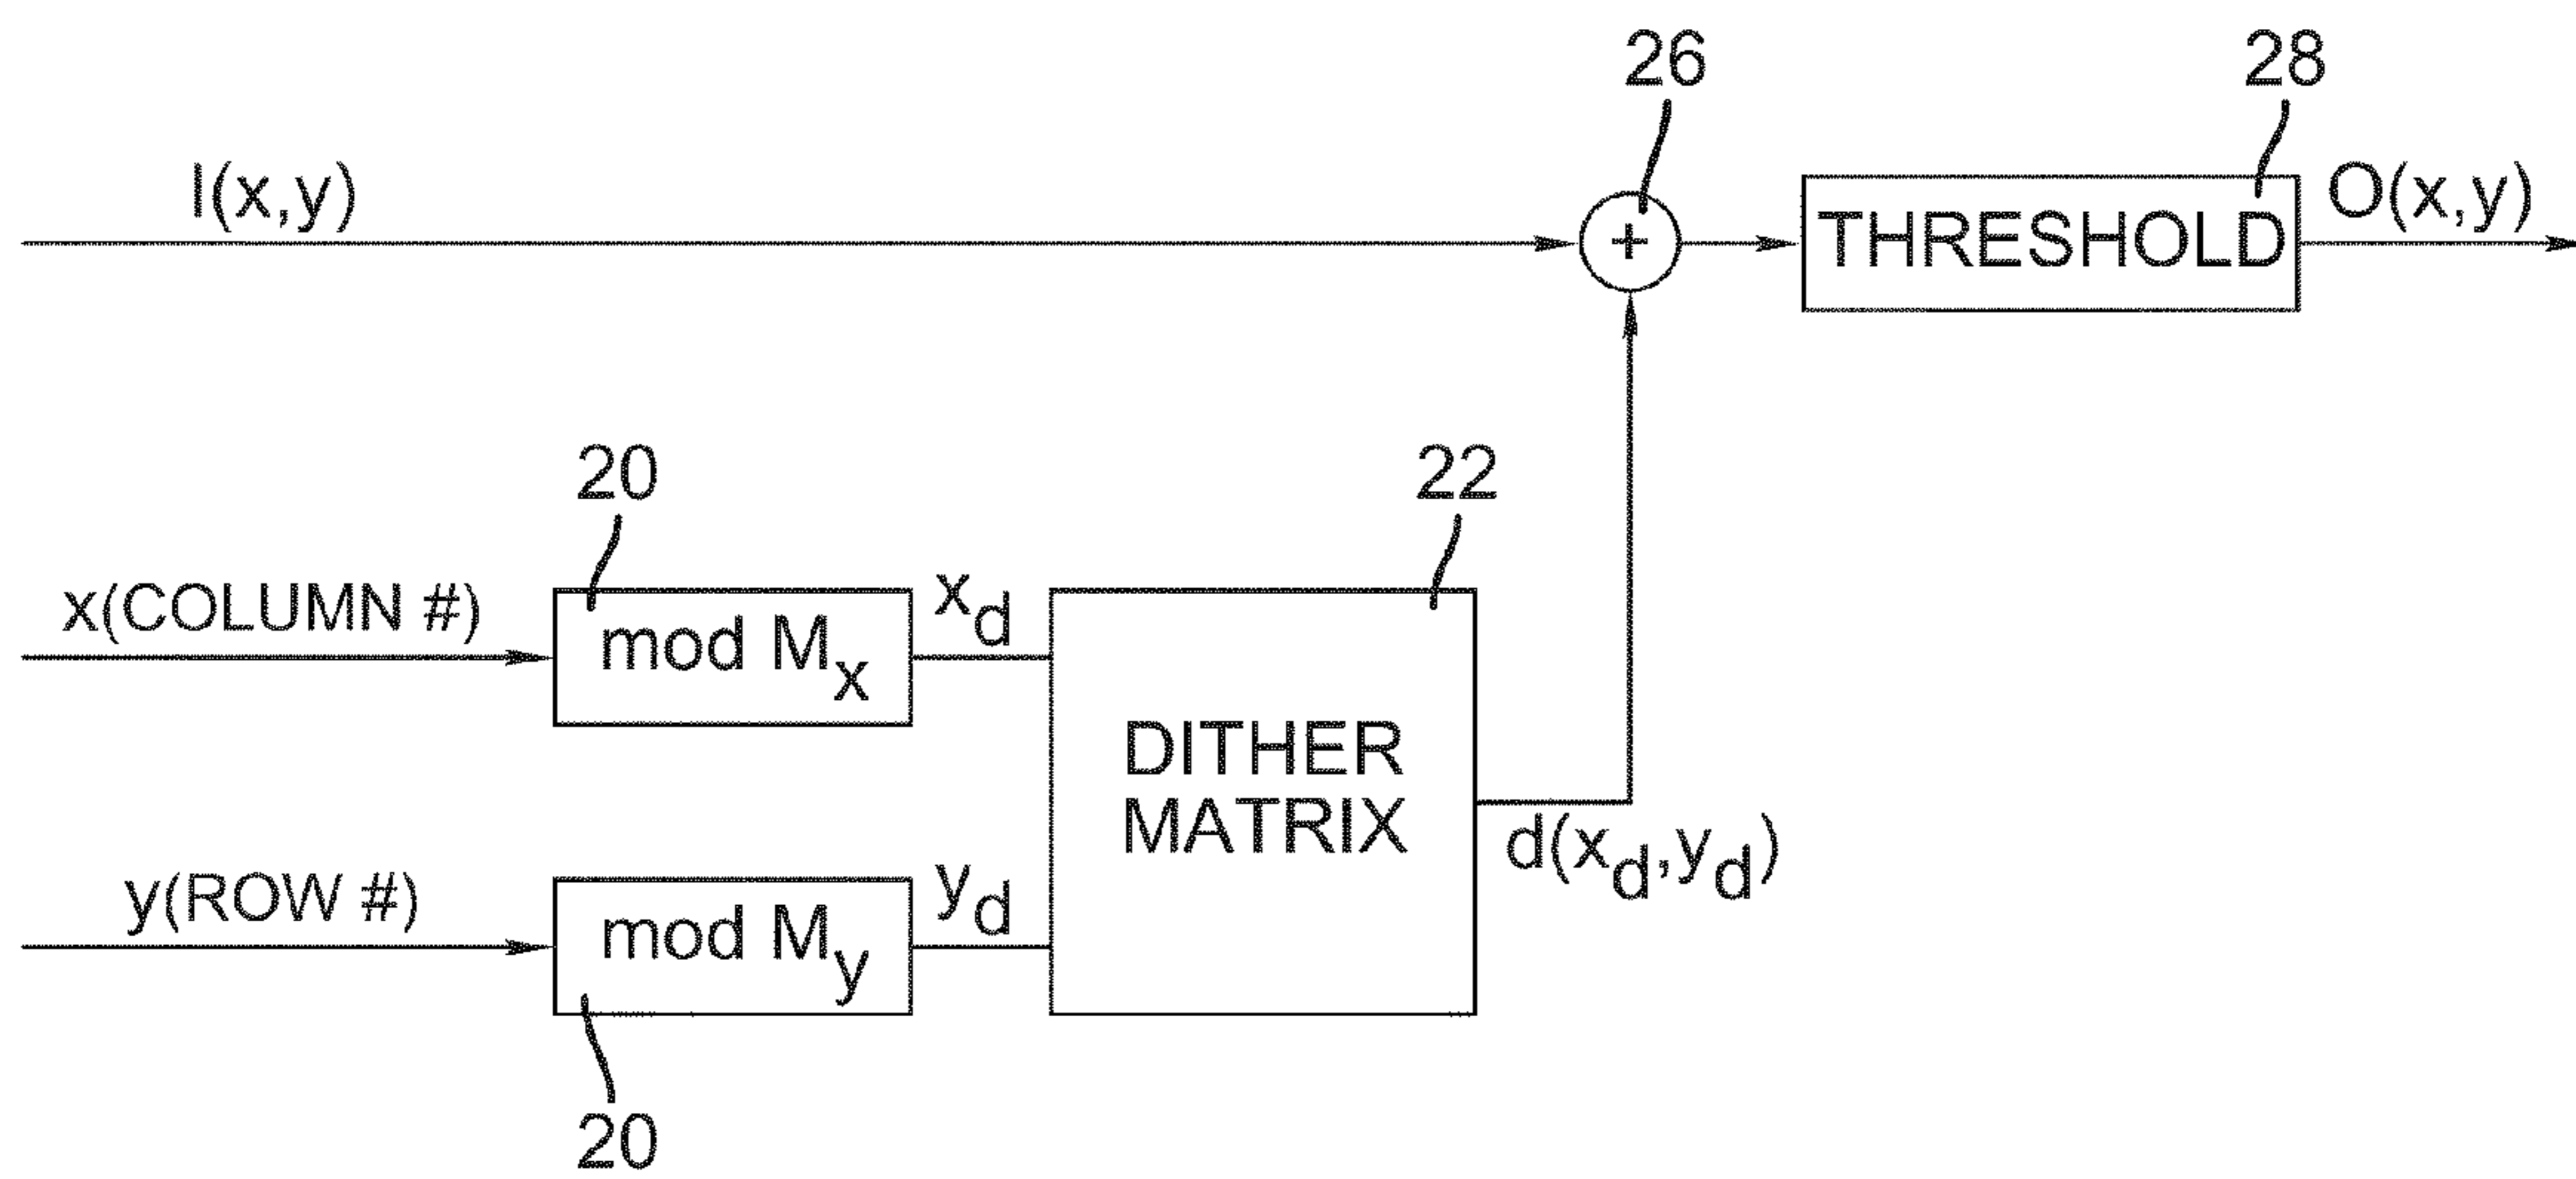 26
28
I(x,y)
+
THRESHOLD
O(x,y)
20
22
x(COLUMN #)
mod Mx
xd
DITHER
MATRIX
d(xd,yd)
y(ROW #)
mod My
yd
20